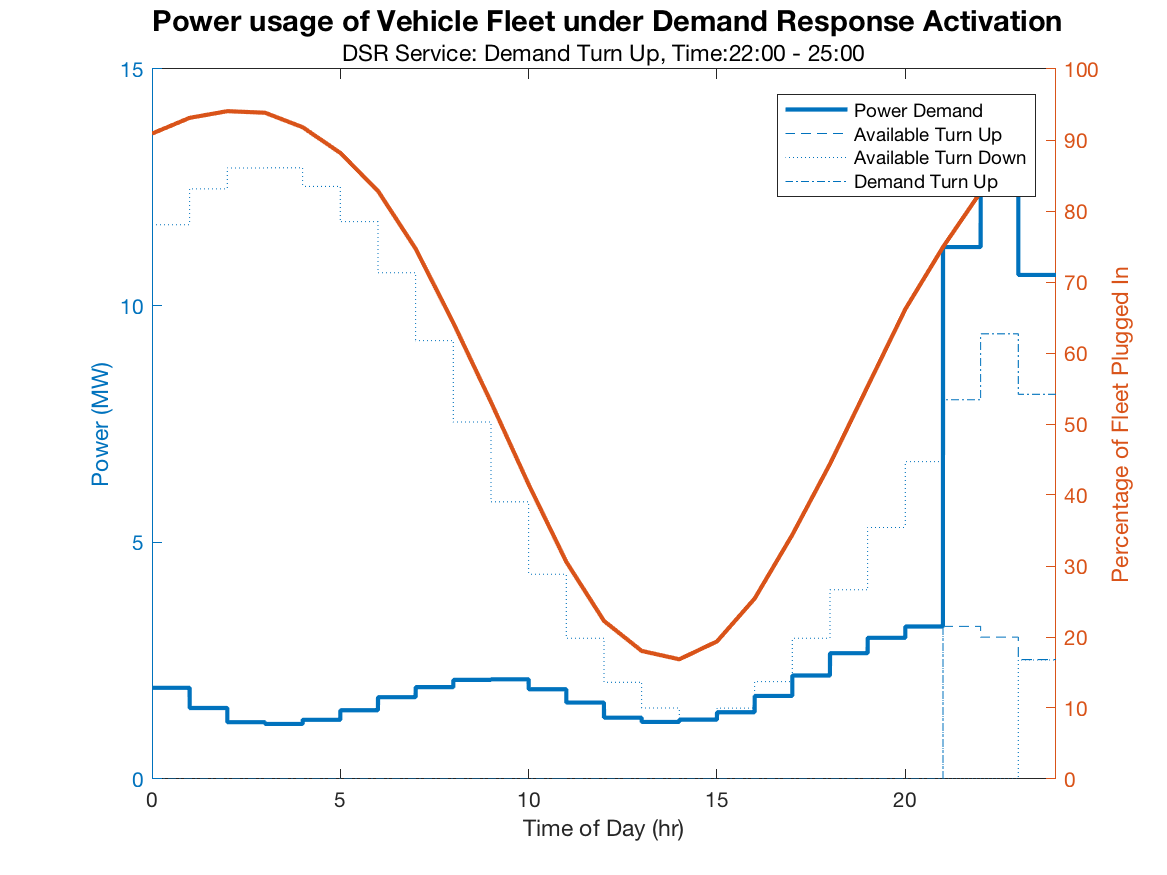 Power usage of Vehicle Fleet under Demand Response Activation
DSR Service: Demand Turn Up, Time:22:00 - 25:00
15
10
5
0
Power (MW)
100
90
80
70
60
50
40
30
20
10
0
Percentage of Fleet Plugged In
Power Demand
Available Turn Up
Available Turn Down
Demand Turn Up
0
5
10
15
20
Time of Day (hr)